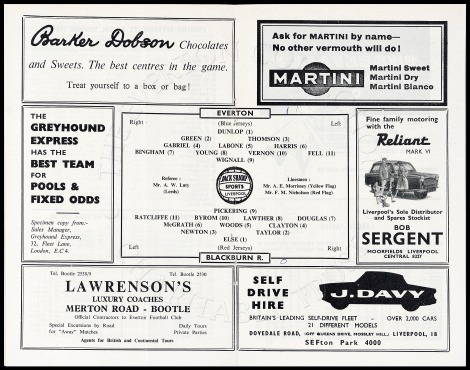 Barker Dobson Chocolates
and Sweets. The best centres in the game.
Treat yourself to a box or bag!
Ask for MARTINI by name—
No other vermouth will do!
MARTINI
Martini Sweet
Martini Dry
Martini Bianco
THE
GREYHOUND
EXPRESS
HAS THE
BEST TEAM
FOR
POOLS &
FIXED ODDS
Specimen copy from:-
Sales Manager,
Greyhound Express,
32, Fleet Lane,
London, E.C.4.
EVERTON
Right (Blue Jerseys) Left
DUNLOP (1)
GREEN (2) THOMSON (3)
GABRIEL (4) LABONE (5) HARRIS (6)
BINGHAM (7) YOUNG (8) VERNON (10) FELL (11)
WIGNALL (9)
Referee :
Mr. A. W. Luty
(Leeds)
JACK SHARP
SPORTS
LIVERPOOL
Linesmen :
Mr. A. E. Morrissey (Yellow Flag)
Mr. F. M. Nicholson (Red Flag)
PICKERING (9)
RATCLIFFE (11) BYROM (10) LAWTHER (8) DOUGLAS (7)
McGRATH (6) WOODS (5) CLAYTON (4)
NEWTON (3) TAYLOR (2)
ELSE (1)
Left (Red Jerseys) Right
BLACKBURN R.
Fine family motoring
with the
Reliant
MARK VI
Liverpool's Sole Distributor
and Spares Stockist
BOB
SERGENT
MOORFIELDS LIVERPOOL
CENTRAL 8327
Tel. Bootle 2528/9 Tel. Bootle 2530
LAWRENSON'S
LUXURY COACHES
MERTON ROAD - BOOTLE
Official Contractors to Everton Football Club
Special Excursions by Road Daily Tours
for "Away" Matches Private Parties
Agents for British and Continental Tours
SELF
DRIVE
HIRE
J. DAVY
BRITAIN'S LEADING SELF-DRIVE FLEET - OVER 2,000 CARS
21 DIFFERENT MODELS
DOVEDALE ROAD, (OFF QUEENS DRIVE, MOSSLEY HILL) LIVERPOOL, 18
SEFton Park 4000